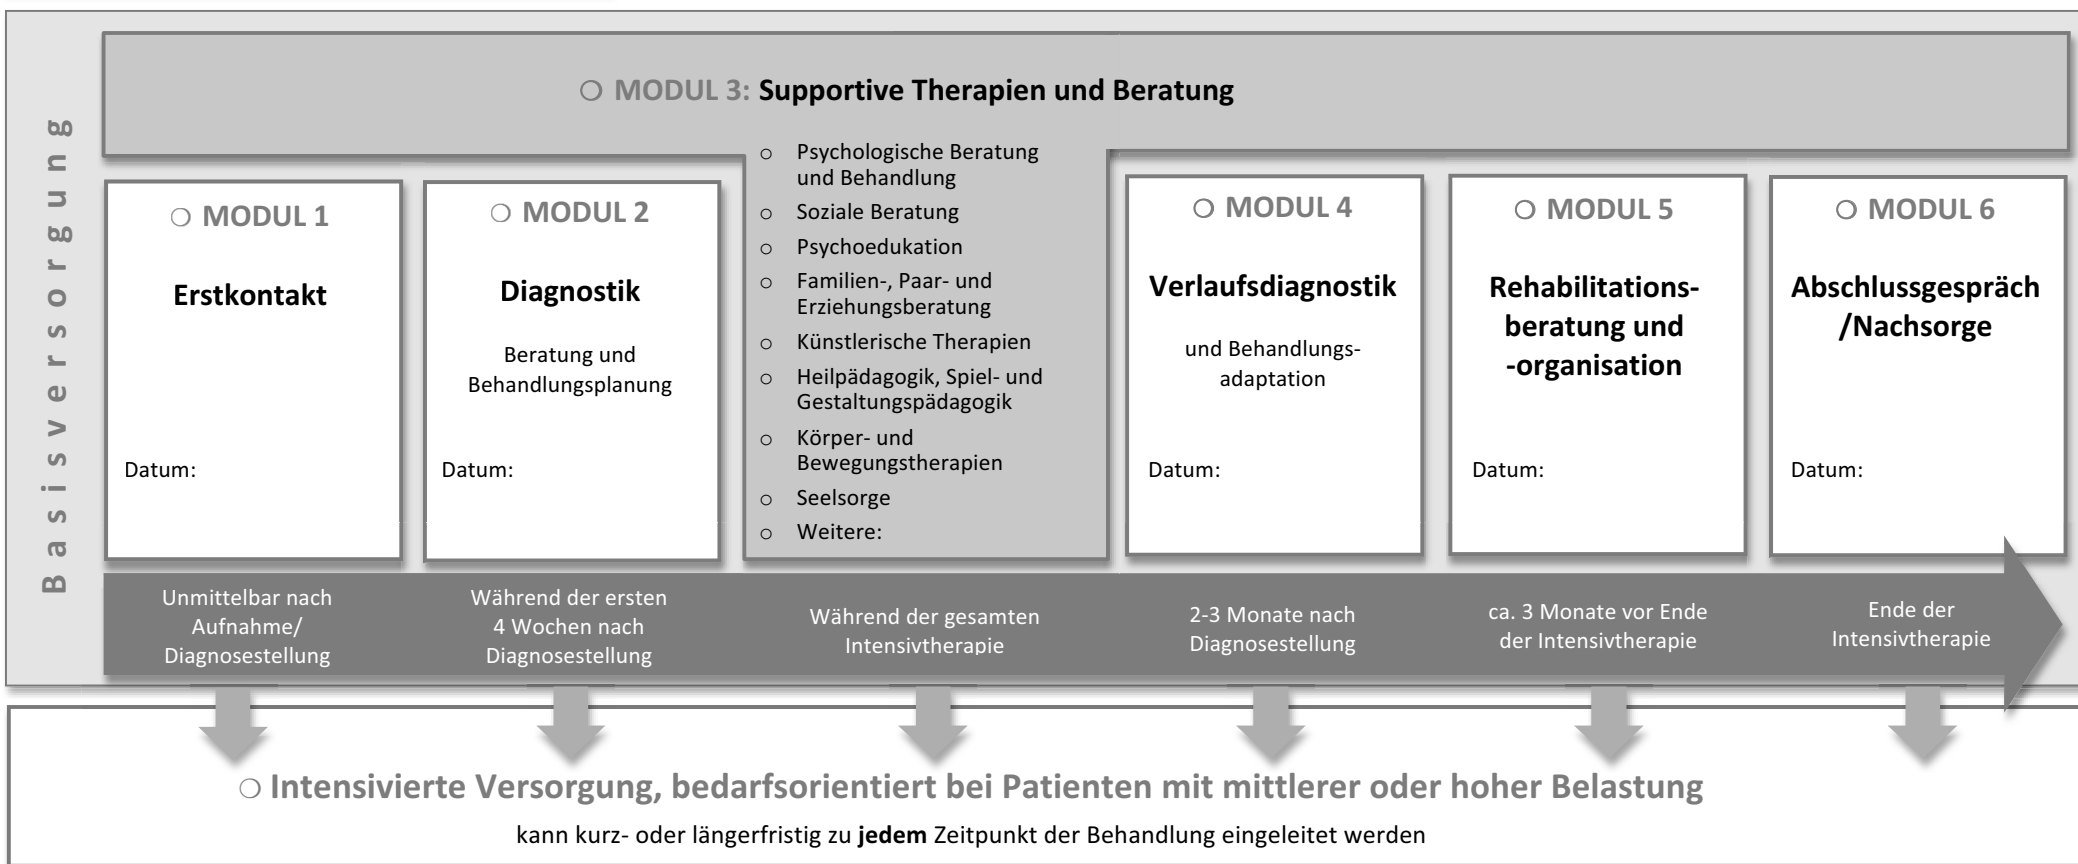 Basisversorgung
❍ MODUL 3: Supportive Therapien und Beratung
❍ MODUL 1
Erstkontakt
Datum:
❍ MODUL 2
Diagnostik
Beratung und
Behandlungsplanung
Datum:
o Psychologische Beratung
und Behandlung
o Soziale Beratung
o Psychoedukation
o Familien-, Paar- und
Erziehungsberatung
o Künstlerische Therapien
o Heilpädagogik, Spiel- und
Gestaltungspädagogik
o Körper- und
Bewegungstherapien
o Seelsorge
o Weitere:
❍ MODUL 4
Verlaufsdiagnostik
und Behandlungs-
adaptation
Datum:
❍ MODUL 5
Rehabilitations-
beratung und
-organisation
Datum:
❍ MODUL 6
Abschlussgespräch
/Nachsorge
Datum:
Unmittelbar nach
Aufnahme/
Diagnosestellung
Während der ersten
4 Wochen nach
Diagnosestellung
Während der gesamten
Intensivtherapie
2-3 Monate nach
Diagnosestellung
ca. 3 Monate vor Ende
der Intensivtherapie
Ende der
Intensivtherapie
❍ Intensivierte Versorgung, bedarfsorientiert bei Patienten mit mittlerer oder hoher Belastung
kann kurz- oder längerfristig zu jedem Zeitpunkt der Behandlung eingeleitet werden